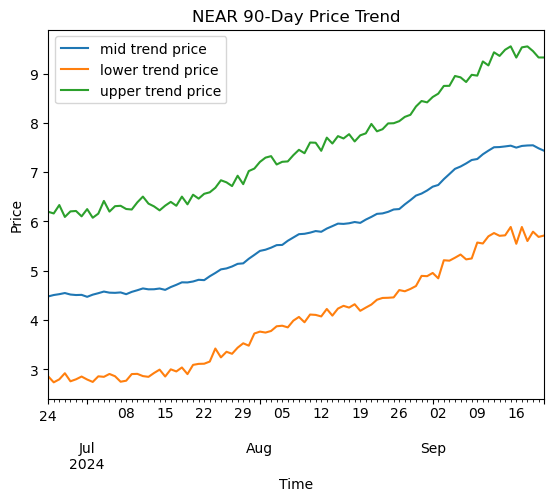 NEAR 90-Day Price Trend
mid trend price
lower trend price
upper trend price
Price
9
8
7
6
5
4
3
24 08 15 22 29 05 12 19 26 02 09 16
Jul Aug Sep
2024
Time